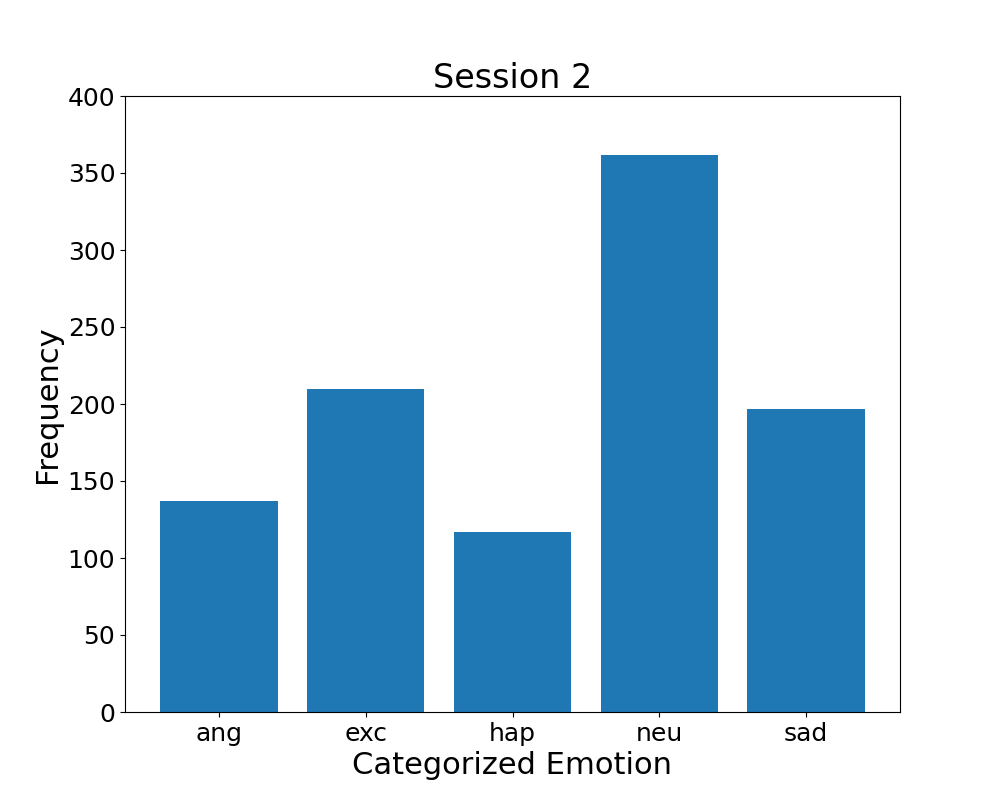 Session 2
400
350
300
250
200
150
100
50
0
Frequency
ang exc hap neu sad
Categorized Emotion